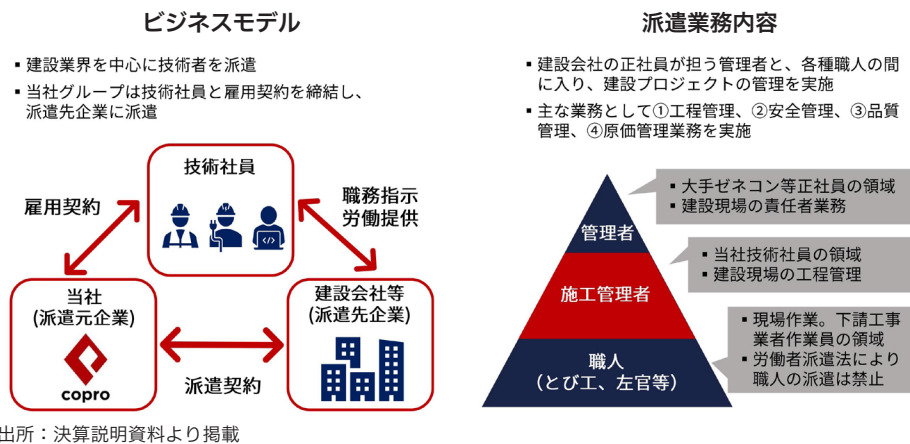 ビジネスモデル
▪ 建設業界を中心に技術者を派遣
▪ 当社グループは技術社員と雇用契約を締結し、
派遣先企業に派遣
技術社員
雇用契約
職務指示
労働提供
当社
(派遣元企業)
copro
建設会社等
(派遣先企業)
派遣契約
派遣業務内容
▪ 建設会社の正社員が担う管理者と、各種職人の間
に入り、建設プロジェクトの管理を実施
▪ 主な業務として①工程管理、②安全管理、③品質
管理、④原価管理業務を実施
管理者
▪ 大手ゼネコン等正社員の領域
▪ 建設現場の責任者業務
施工管理者
▪ 当社技術社員の領域
▪ 建設現場の工程管理
職人
(とび工、左官等)
▪ 現場作業。下請工事
業者作業員の領域
▪ 労働者派遣法により
職人の派遣は禁止
出所：決算説明資料より掲載